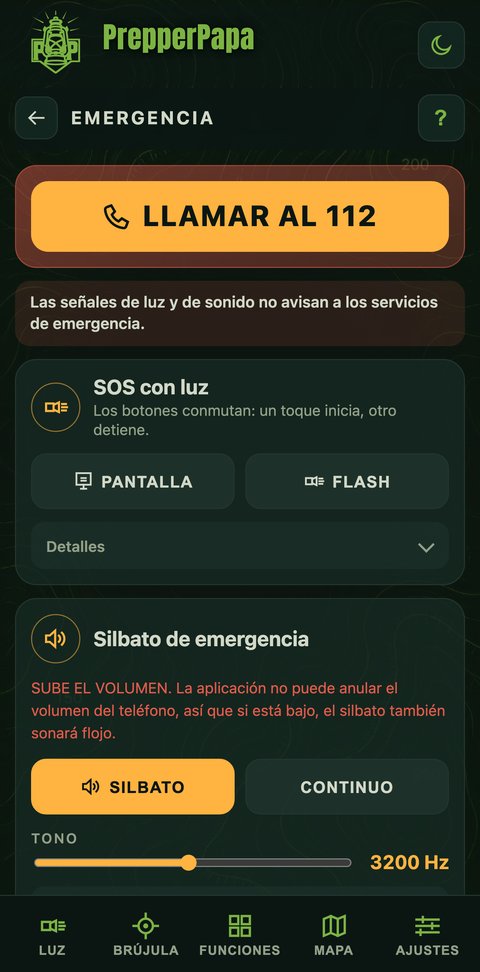 PrepperPapa
EMERGENCIA
?
200
LLAMAR AL 112
Las señales de luz y de sonido no avisan a los servicios
de emergencia.
SOS con luz
Los botones conmutan: un toque inicia, otro
detiene.
PANTALLA
FLASH
Detalles
Silbato de emergencia
SUBE EL VOLUMEN. La aplicación no puede anular el
volumen del teléfono, así que si está bajo, el silbato también
sonará flojo.
SILBATO
CONTINUO
TONO
3200 Hz
LUZ
BRÚJULA
FUNCIONES
MAPA
AJUSTES